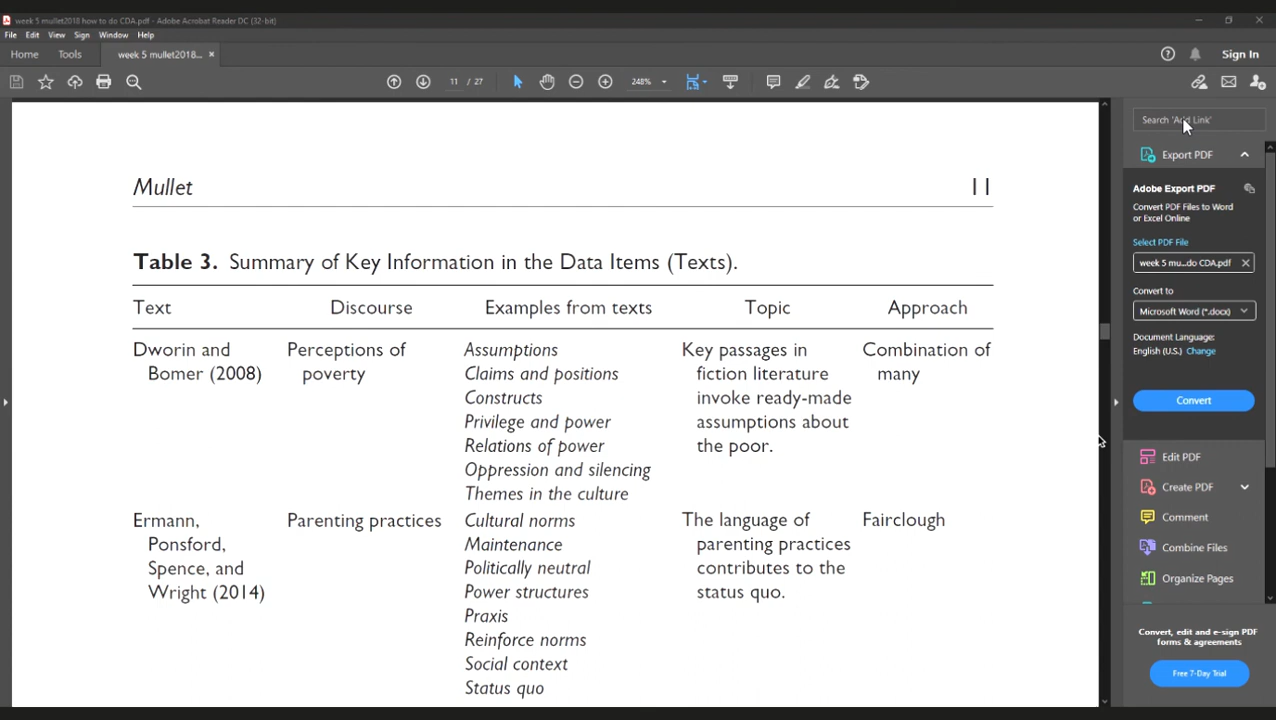 week 5 mullet2018 how to do CDA.pdf - Adobe Acrobat Reader DC (32-bit)
File Edit View Sign Window Help
Home Tools week 5 mullet2018... × Sign In
11 / 27 248%
Search 'Add Link'
Export PDF
Adobe Export PDF
Convert PDF Files to Word
or Excel Online
Select PDF File
week 5 mu...do CDA.pdf ×
Convert to
Microsoft Word (*.docx)
Document Language:
English (U.S.) Change
Convert
Edit PDF
Create PDF
Comment
Combine Files
Organize Pages
Convert, edit and e-sign PDF
forms & agreements
Free 7-Day Trial
Mullet 11
Table 3. Summary of Key Information in the Data Items (Texts).
Text Discourse Examples from texts Topic Approach
Dworin and Perceptions of Assumptions Key passages in Combination of
Bomer (2008) poverty Claims and positions fiction literature many
Constructs invoke ready-made
Privilege and power assumptions about
Relations of power the poor.
Oppression and silencing
Themes in the culture
Ermann, Parenting practices Cultural norms The language of Fairclough
Ponsford, Maintenance parenting practices
Spence, and Politically neutral contributes to the
Wright (2014) Power structures status quo.
Praxis
Reinforce norms
Social context
Status quo